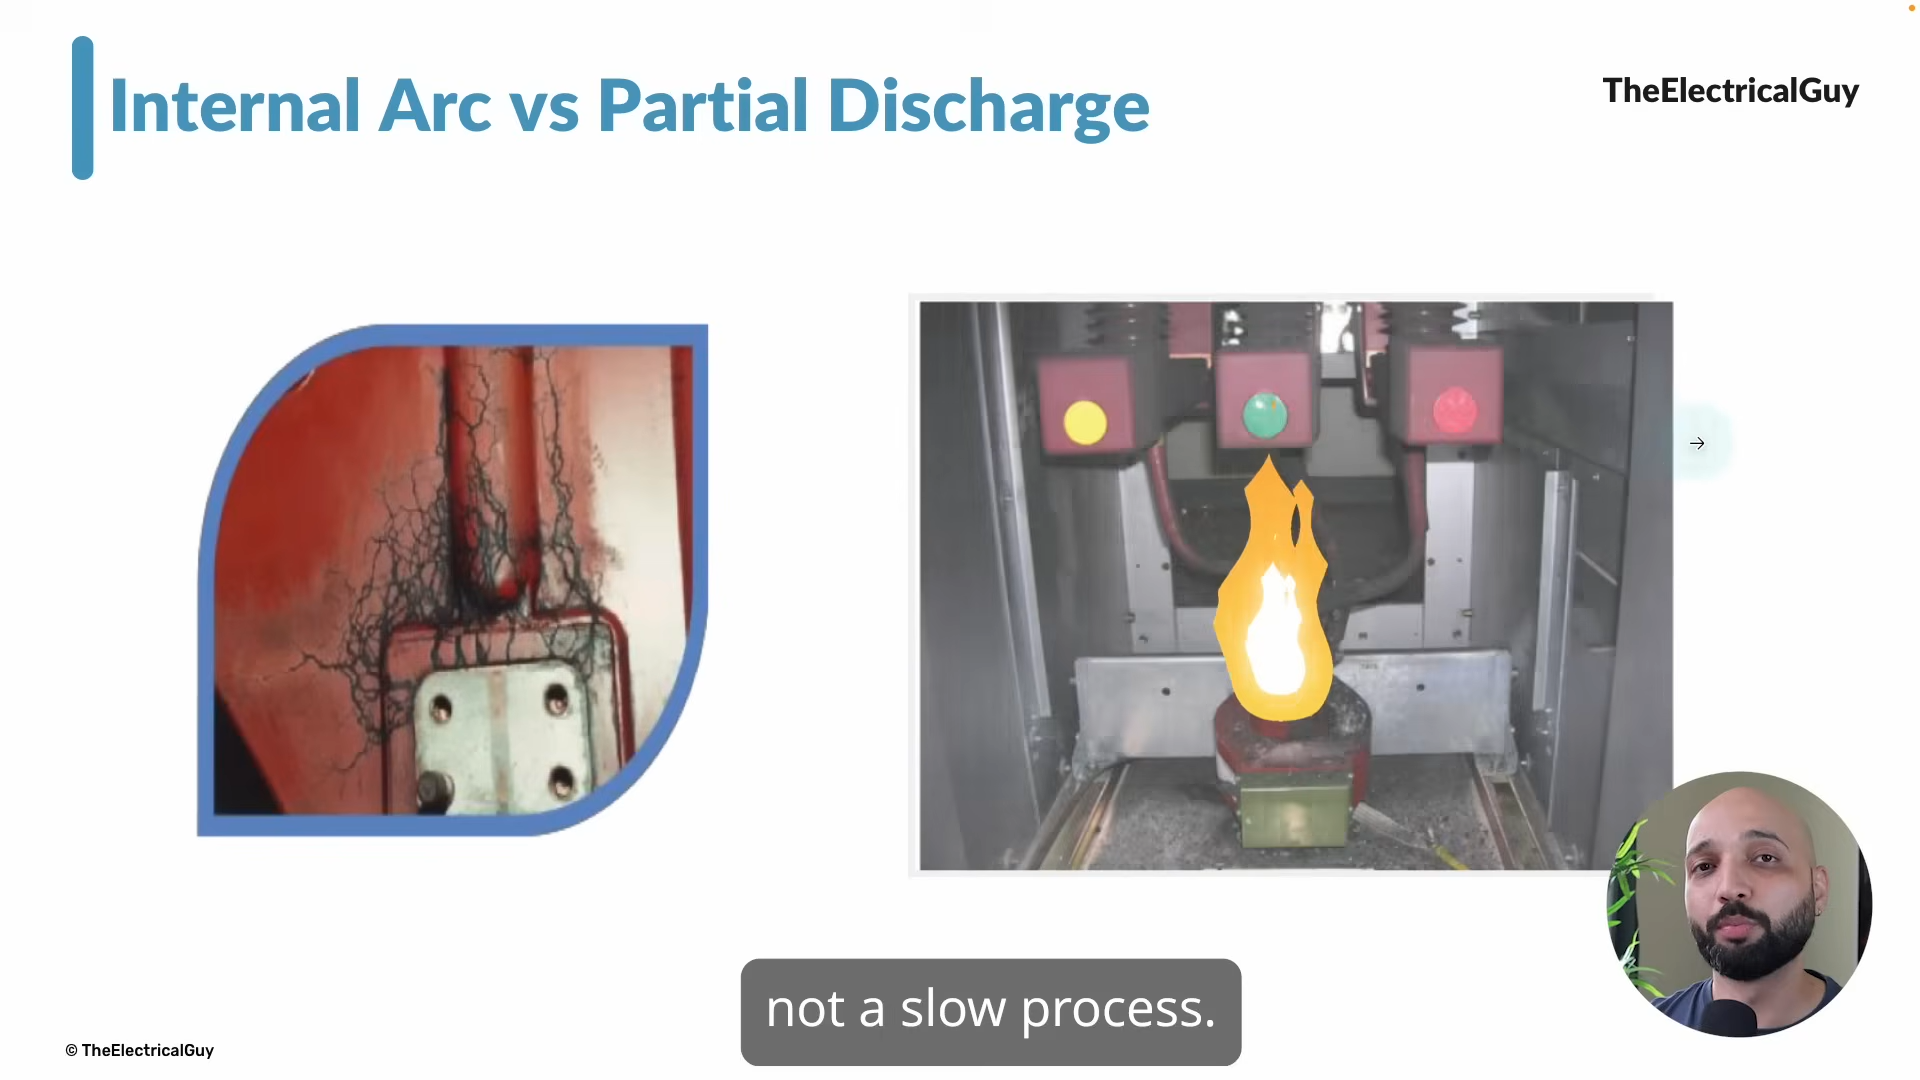 Internal Arc vs Partial Discharge
TheElectricalGuy
not a slow process.
© TheElectricalGuy